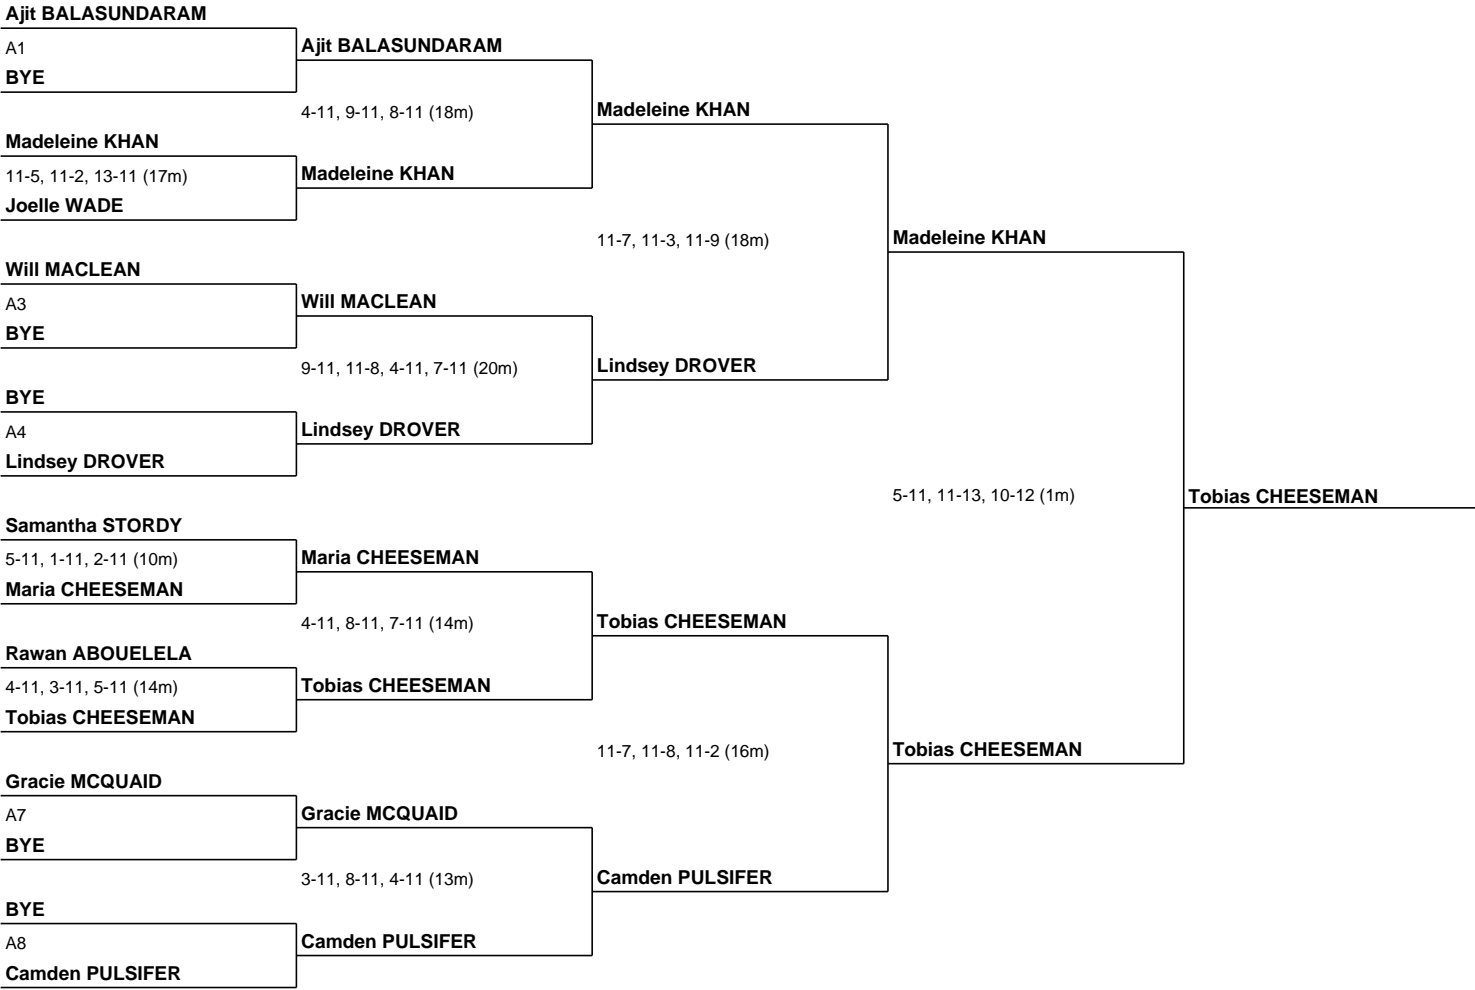 Ajit BALASUNDARAM
A1
BYE
Madeleine KHAN
11-5, 11-2, 13-11 (17m)
Joelle WADE
Will MACLEAN
A3
BYE
BYE
A4
Lindsey DROVER
Samantha STORDY
5-11, 1-11, 2-11 (10m)
Maria CHEESEMAN
Rawan ABOUELELA
4-11, 3-11, 5-11 (14m)
Tobias CHEESEMAN
Gracie MCQUAID
A7
BYE
BYE
A8
Camden PULSIFER
Ajit BALASUNDARAM
4-11, 9-11, 8-11 (18m)
Madeleine KHAN
Will MACLEAN
9-11, 11-8, 4-11, 7-11 (20m)
Lindsey DROVER
Maria CHEESEMAN
4-11, 8-11, 7-11 (14m)
Tobias CHEESEMAN
Gracie MCQUAID
3-11, 8-11, 4-11 (13m)
Camden PULSIFER
Madeleine KHAN
11-7, 11-3, 11-9 (18m)
Lindsey DROVER
Tobias CHEESEMAN
11-7, 11-8, 11-2 (16m)
Camden PULSIFER
Madeleine KHAN
5-11, 11-13, 10-12 (1m)
Tobias CHEESEMAN
Tobias CHEESEMAN